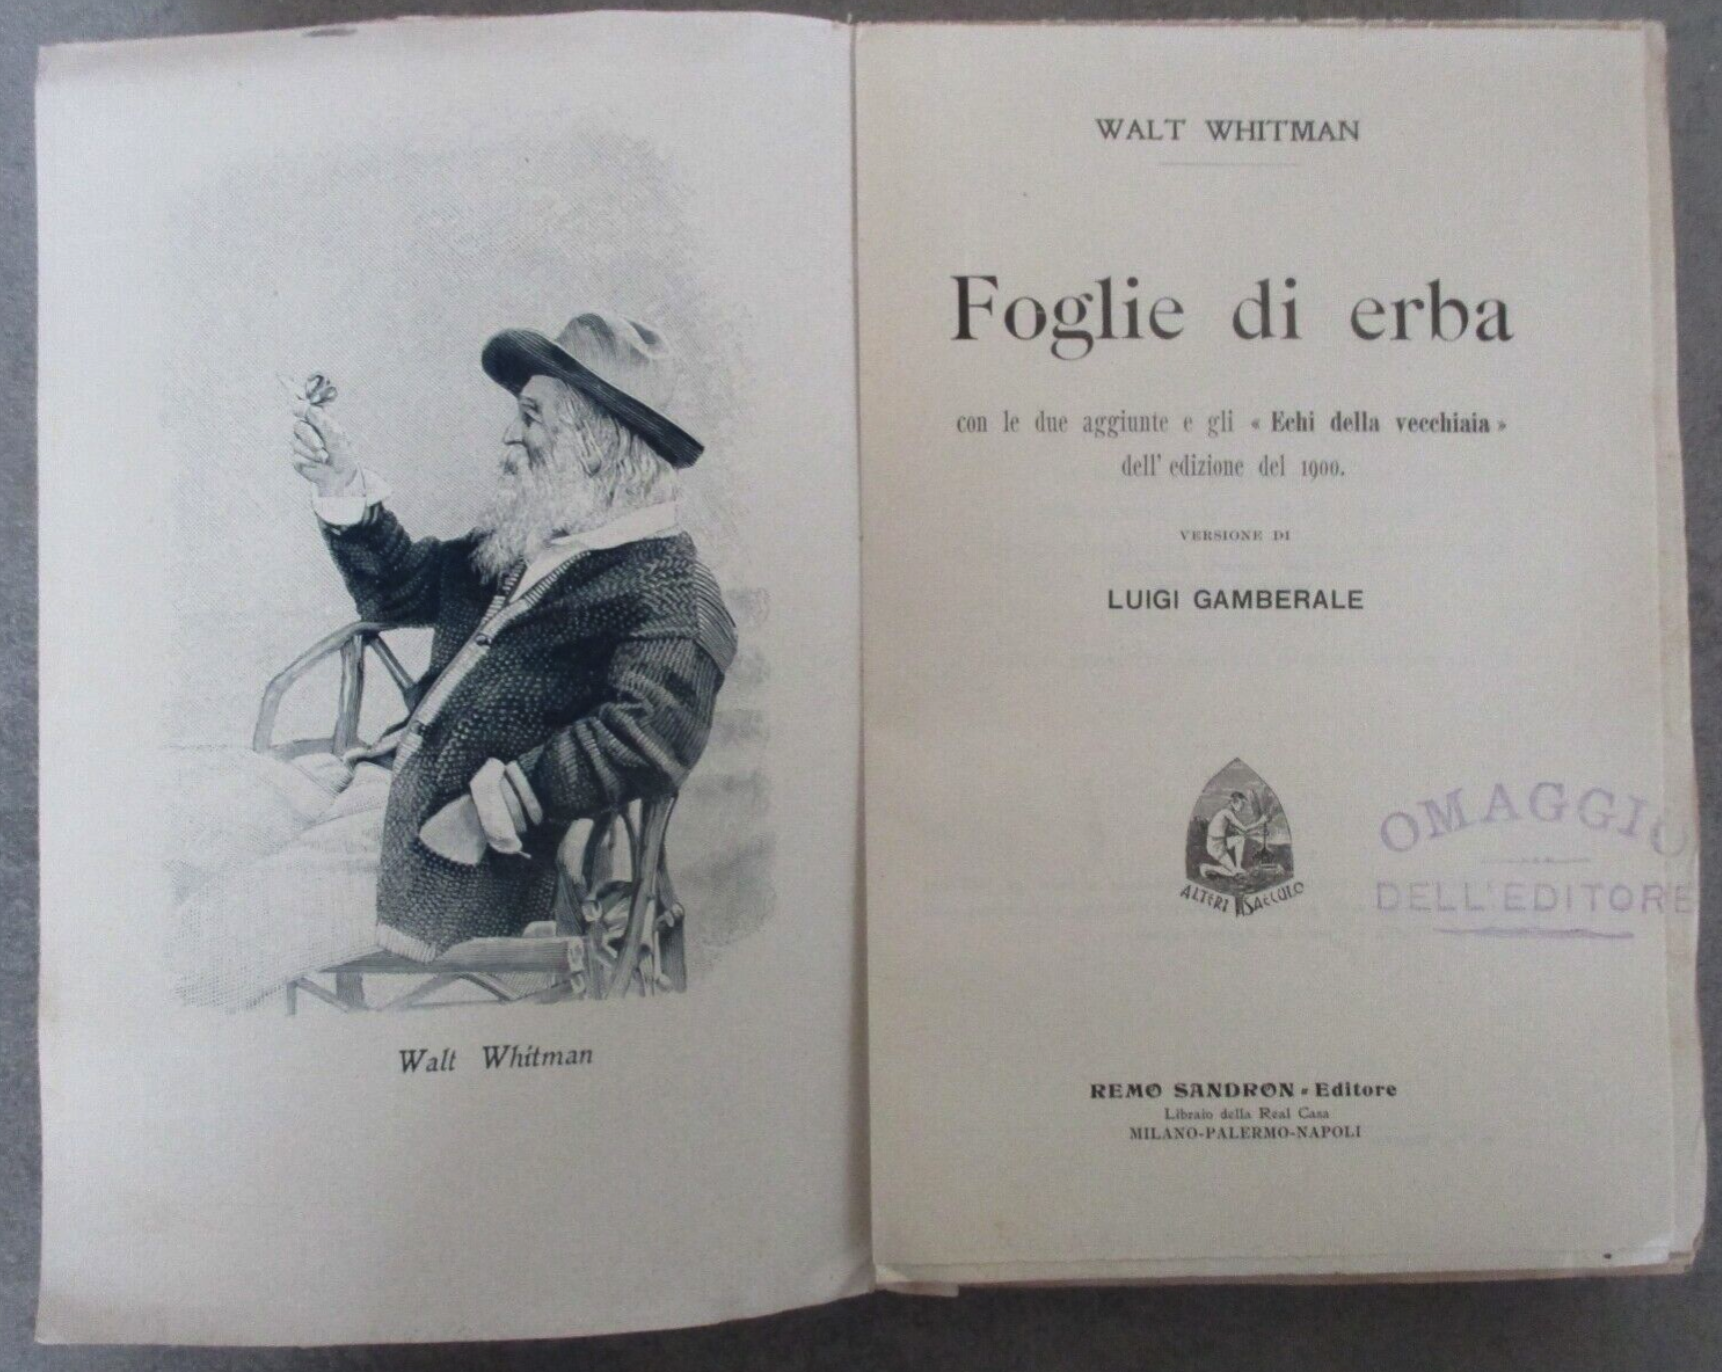 Walt Whitman
WALT WHITMAN
Foglie di erba
con le due aggiunte e gli « Echi della vecchiaia »
dell' edizione del 1900.
VERSIONE DI
LUIGI GAMBERALE
ALTERI SAECULO
OMAGGIO
DELL'EDITORE
REMO SANDRON - Editore
Libraio della Real Casa
MILANO-PALERMO-NAPOLI